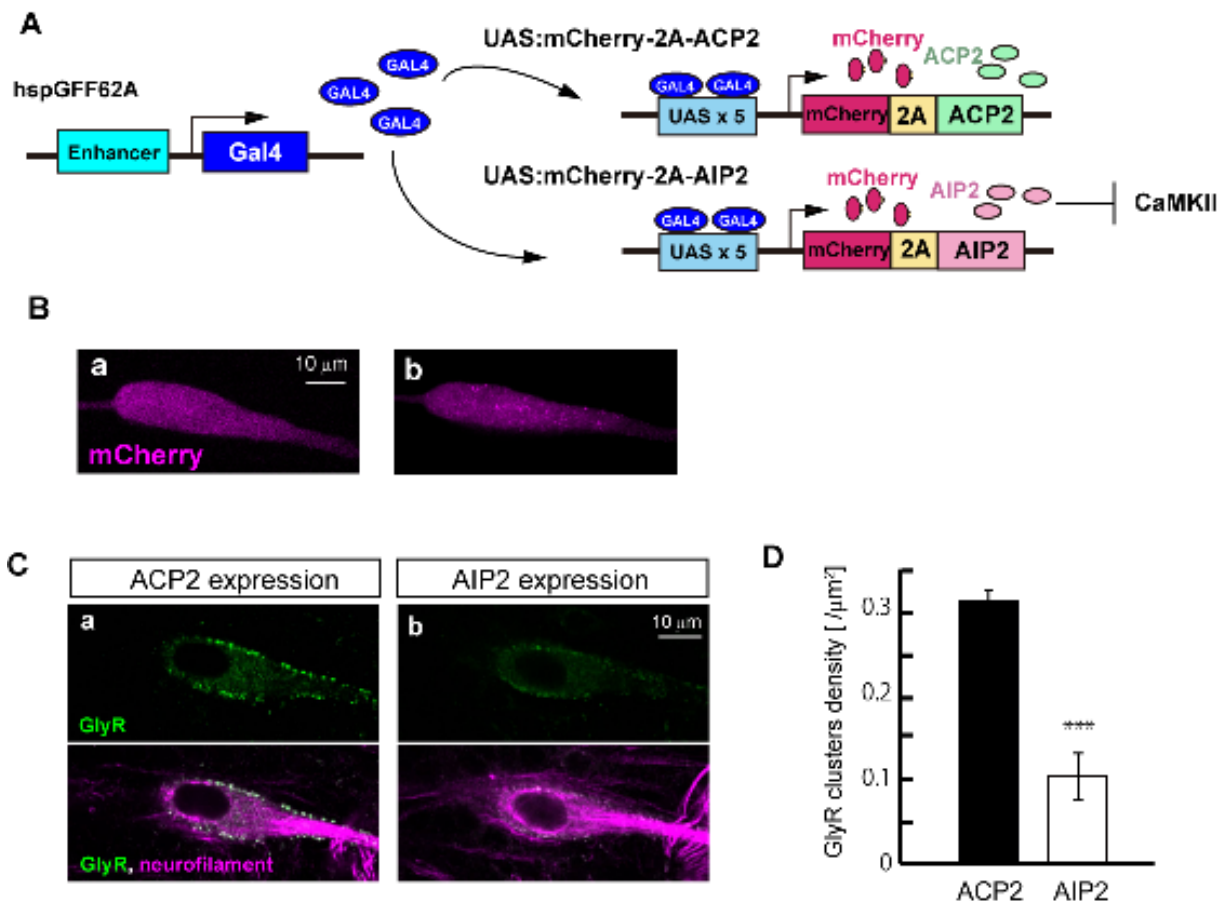 A
hspGFF62A
Enhancer
Gal4
GAL4
GAL4
GAL4
UAS:mCherry-2A-ACP2
GAL4 GAL4
UAS x 5
mCherry
ACP2
mCherry 2A ACP2
UAS:mCherry-2A-AIP2
GAL4 GAL4
UAS x 5
mCherry
AIP2
CaMKII
mCherry 2A AIP2
B
a
10 μm
mCherry
b
C
ACP2 expression
AIP2 expression
a
GlyR
b
10 μm
GlyR, neurofilament
D
GlyR clusters density [ /μm²]
0.3
0.2
0.1
0
***
ACP2
AIP2